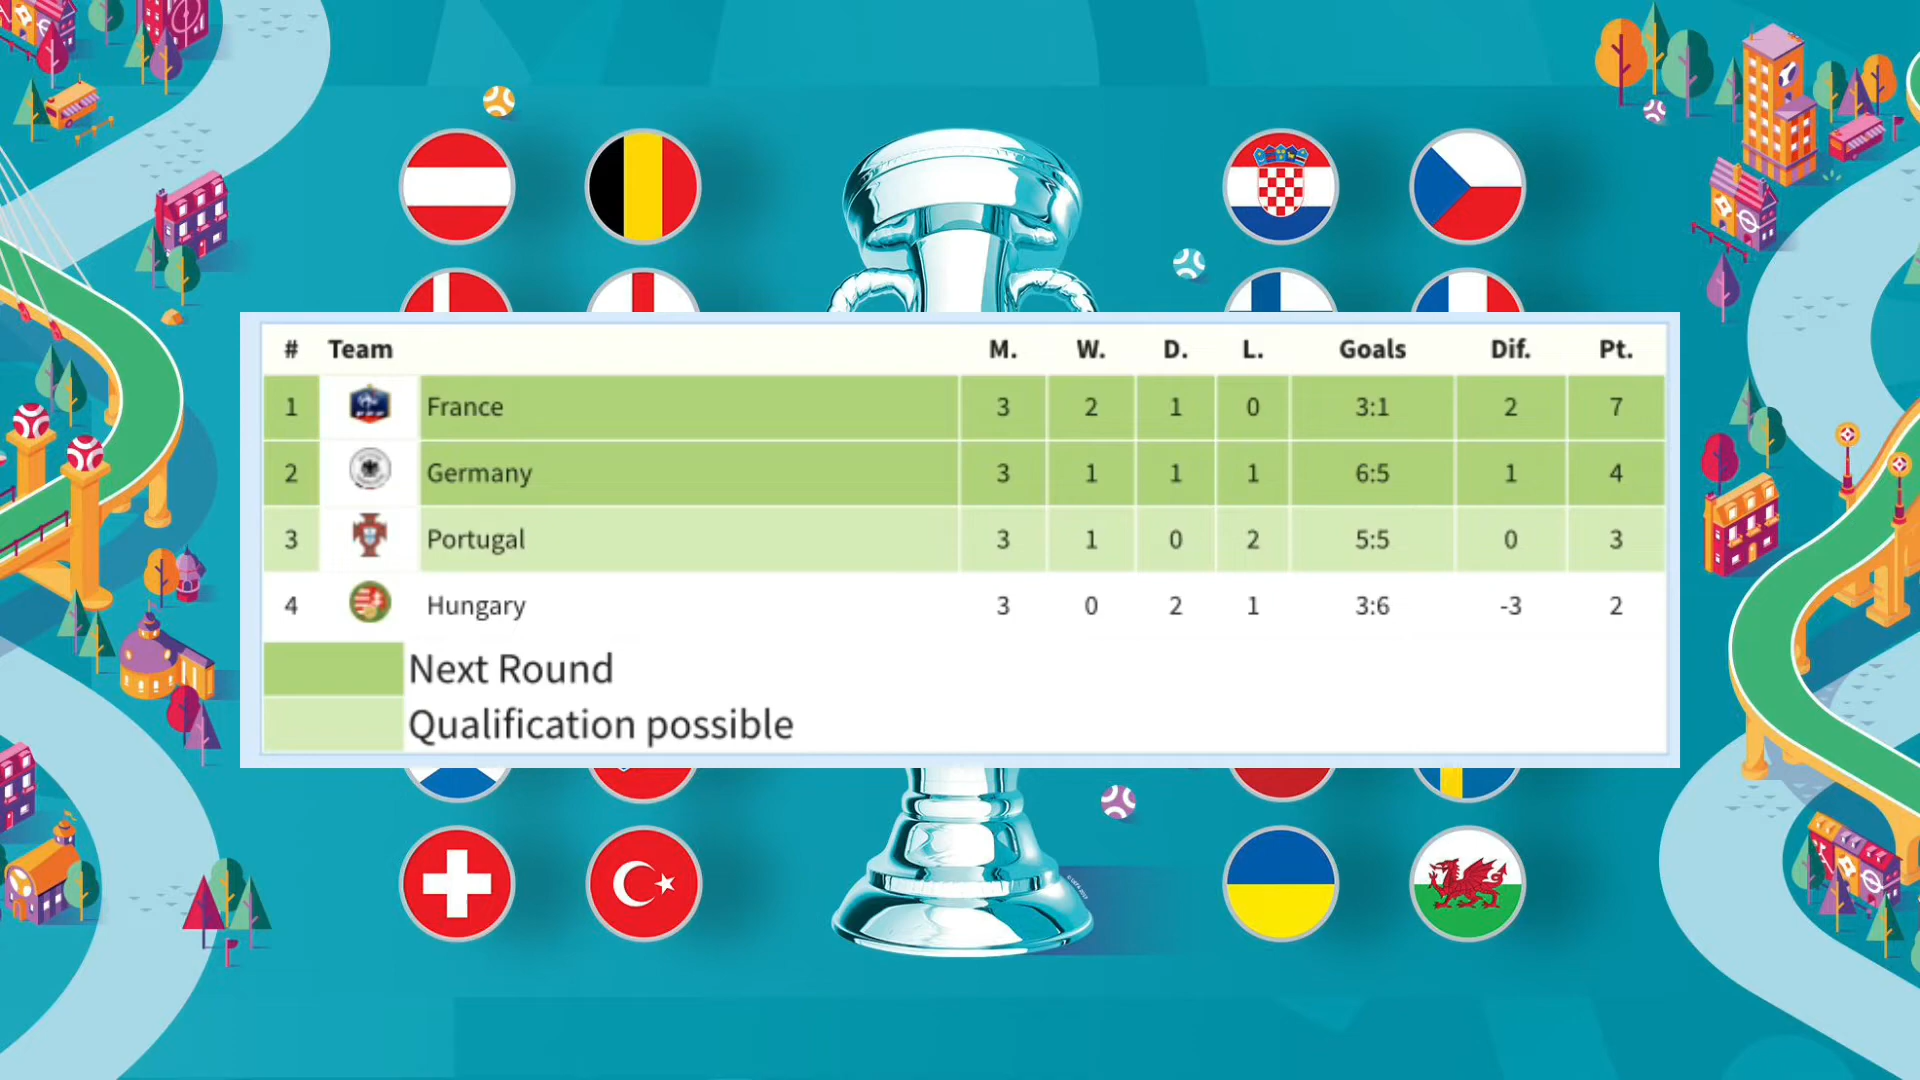 # Team M. W. D. L. Goals Dif. Pt.
1 France 3 2 1 0 3:1 2 7
2 Germany 3 1 1 1 6:5 1 4
3 Portugal 3 1 0 2 5:5 0 3
4 Hungary 3 0 2 1 3:6 -3 2
Next Round
Qualification possible